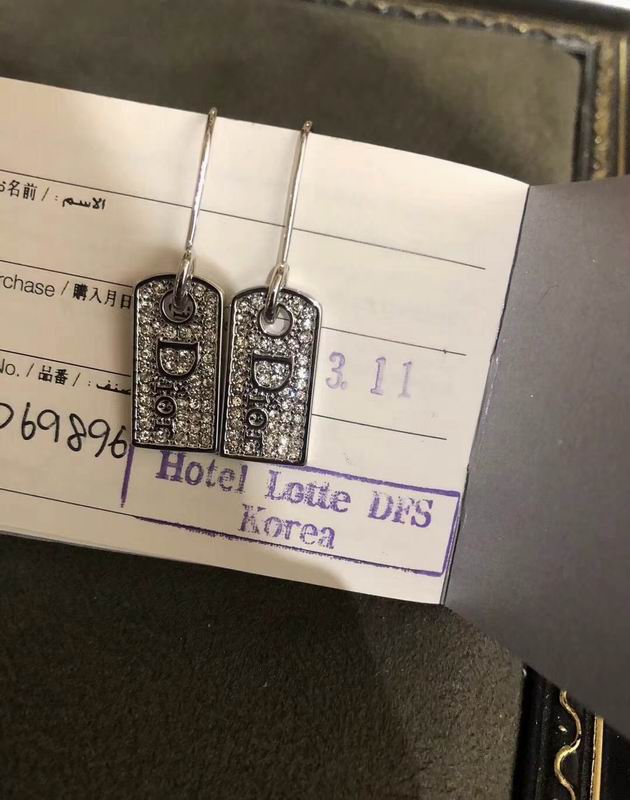 お名前 / : الاسم
rchase / 購入月日
3. 11
No. / 品番 / : صنف
069896
Dior
Dior
Hotel Lotte DFS
Korea